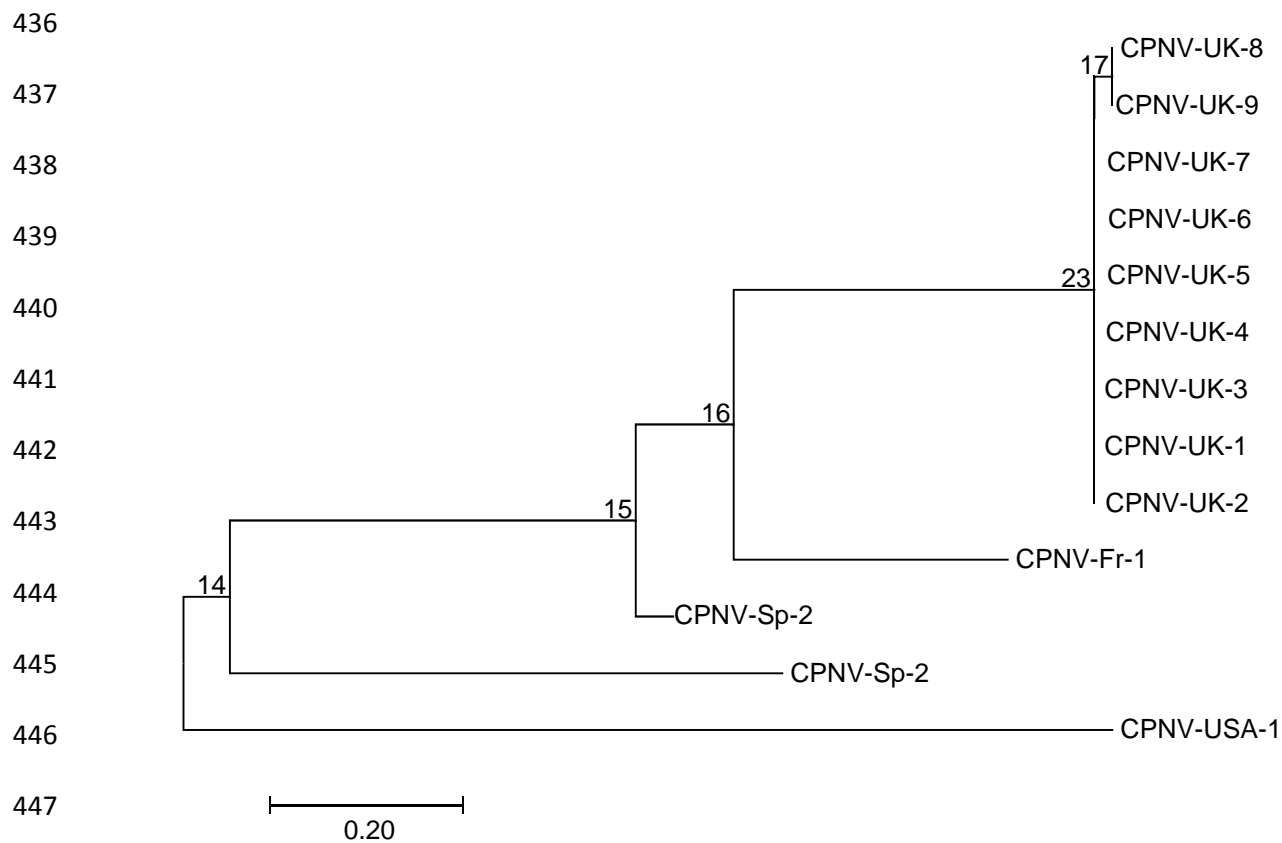 436
CPNV-UK-8
17
437
CPNV-UK-9
438
CPNV-UK-7
439
CPNV-UK-6
23
CPNV-UK-5
440
CPNV-UK-4
441
CPNV-UK-3
16
442
CPNV-UK-1
15
443
CPNV-UK-2
CPNV-Fr-1
14
444
CPNV-Sp-2
445
CPNV-Sp-2
446
CPNV-USA-1
447
0.20